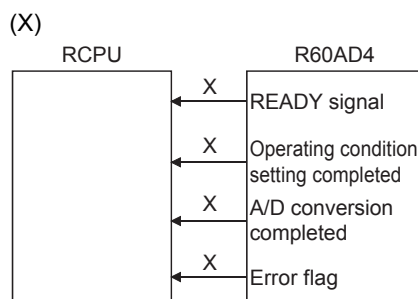 (X)
RCPU
R60AD4
X
READY signal
X
Operating condition
setting completed
X
A/D conversion
completed
X
Error flag